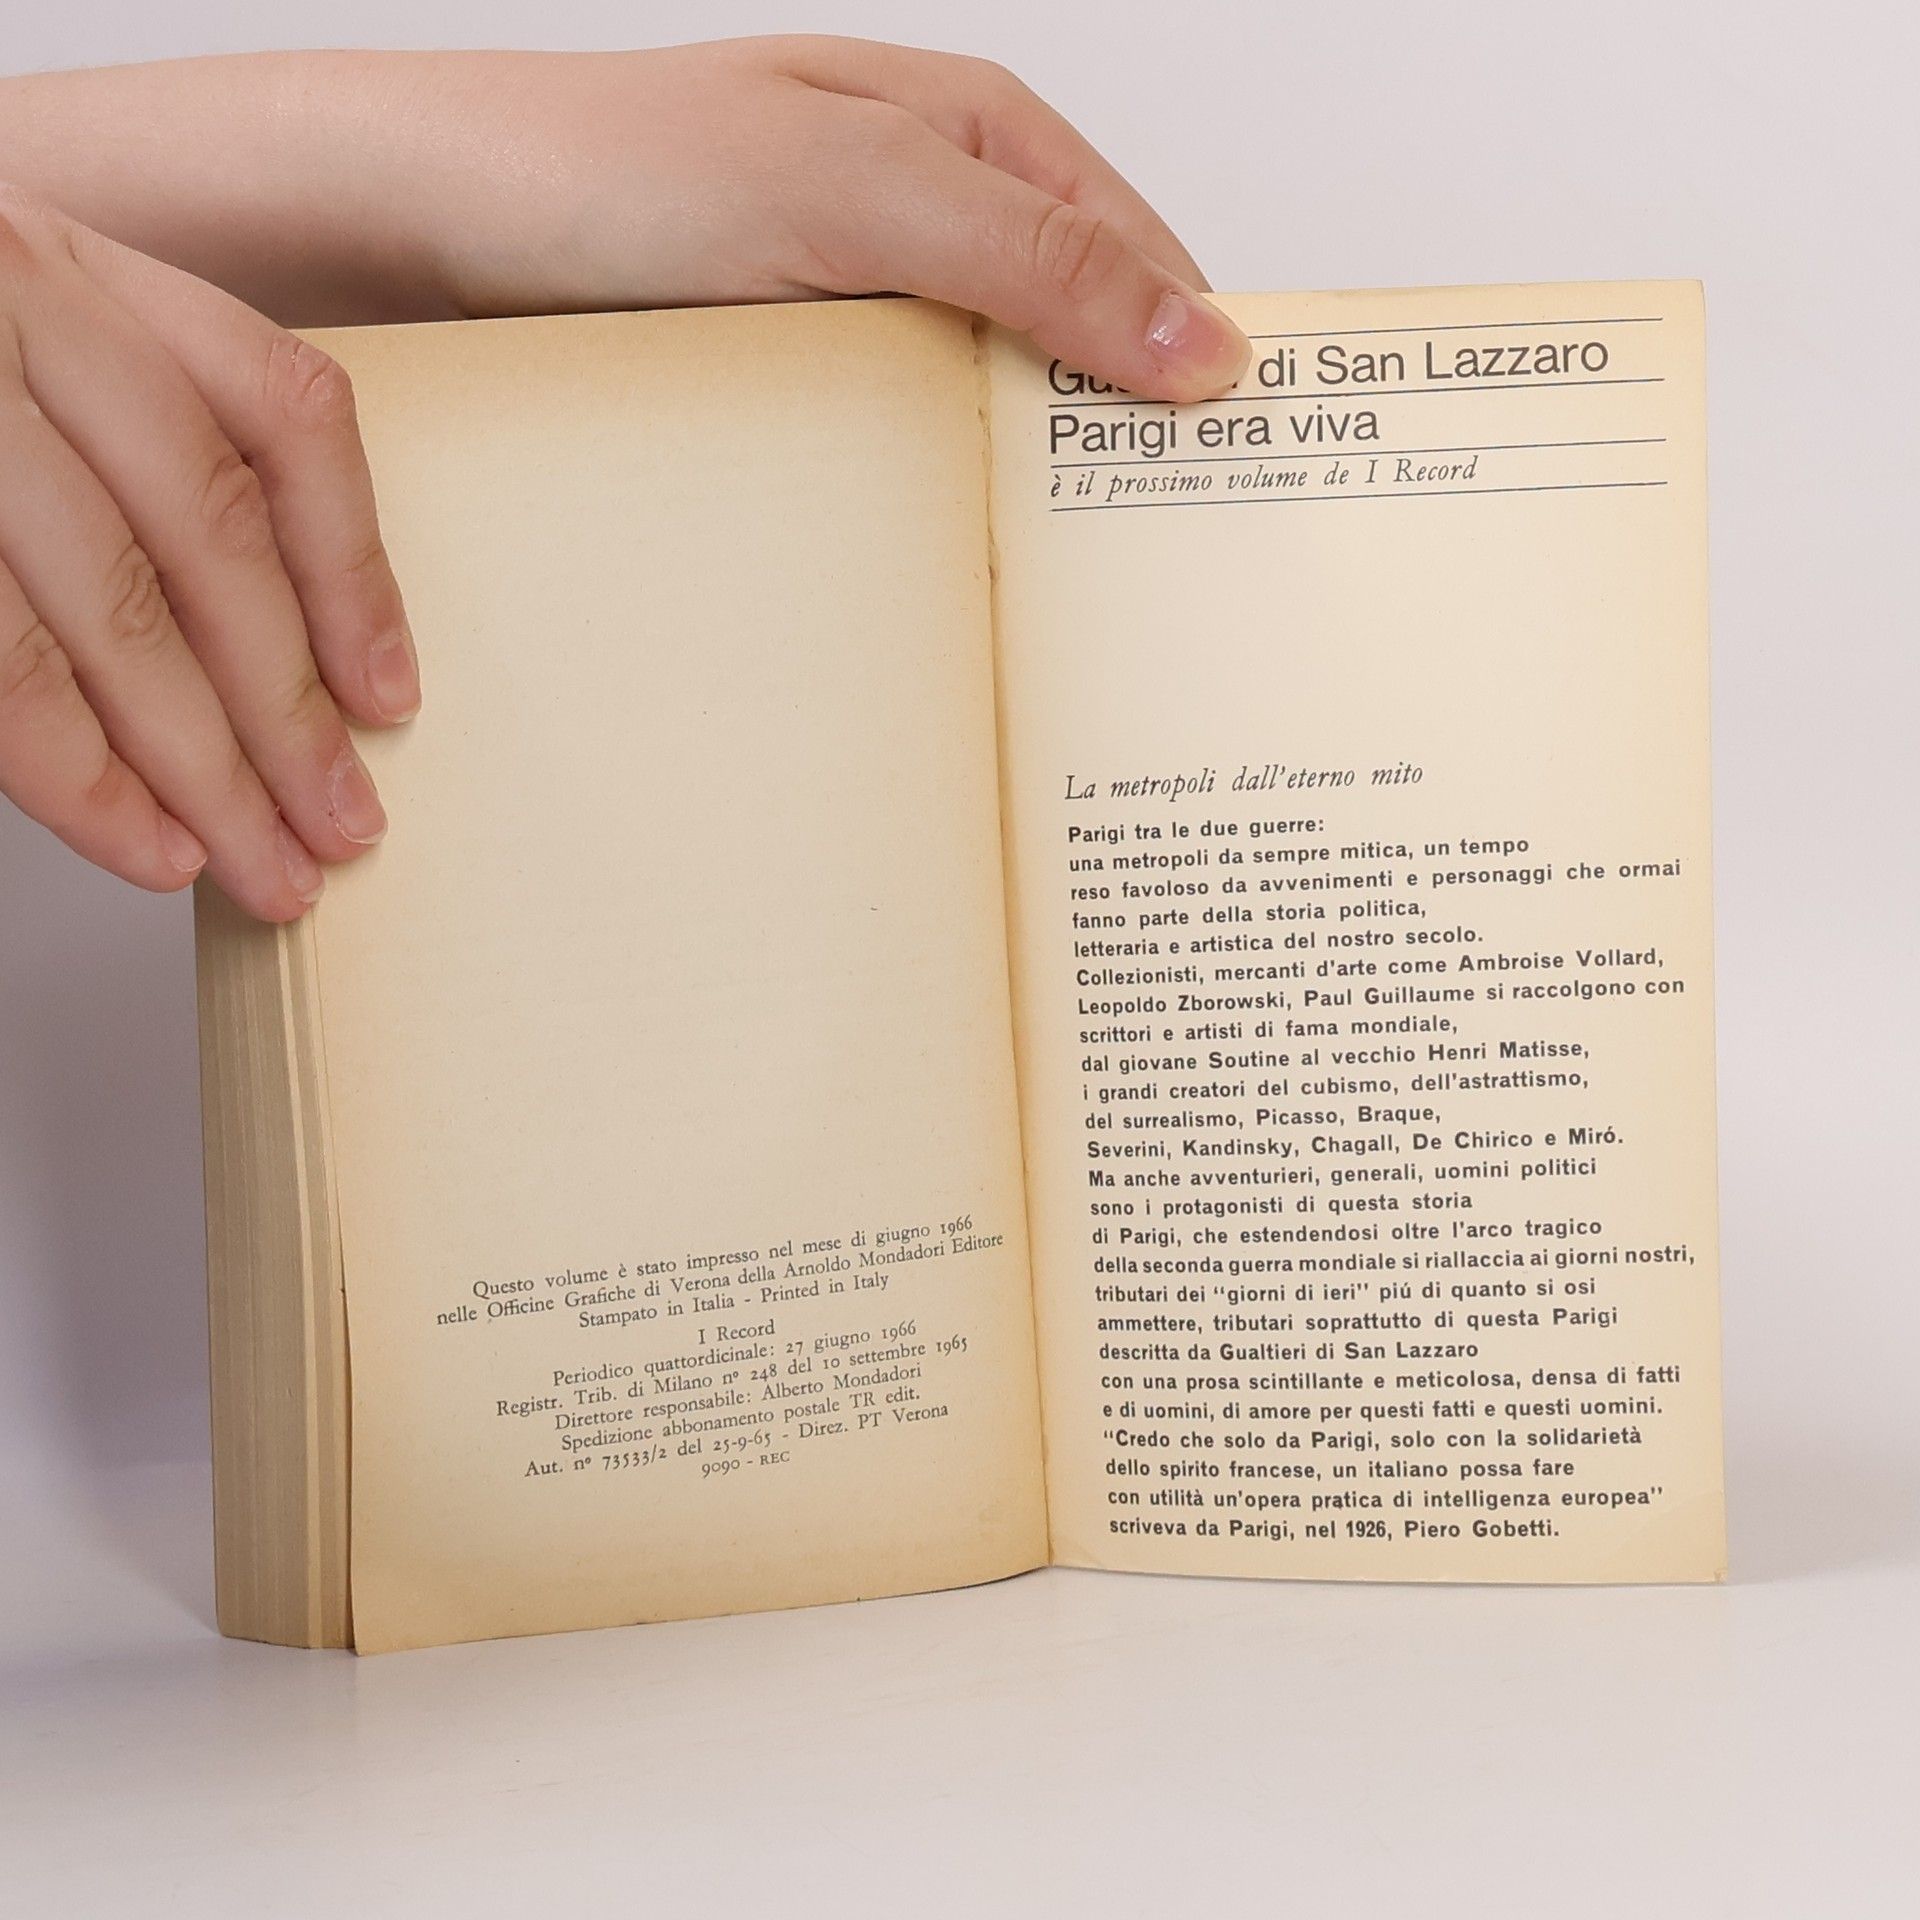 Questo volume è stato impresso nel mese di giugno 1966
nelle Officine Grafiche di Verona della Arnoldo Mondadori Editore
Stampato in Italia - Printed in Italy
I Record
Periodico quattordicinale: 27 giugno 1966
Registr. Trib. di Milano nº 248 del 10 settembre 1965
Direttore responsabile: Alberto Mondadori
Spedizione abbonamento postale TR edit.
Aut. nº 73533/2 del 25-9-65 - Direz. PT Verona
9090 - REC
di San Lazzaro
Parigi era viva
è il prossimo volume de I Record
La metropoli dall'eterno mito
Parigi tra le due guerre:
una metropoli da sempre mitica, un tempo
reso favoloso da avvenimenti e personaggi che ormai
fanno parte della storia politica,
letteraria e artistica del nostro secolo.
Collezionisti, mercanti d'arte come Ambroise Vollard,
Leopoldo Zborowski, Paul Guillaume si raccolgono con
scrittori e artisti di fama mondiale,
dal giovane Soutine al vecchio Henri Matisse,
i grandi creatori del cubismo, dell'astrattismo,
del surrealismo, Picasso, Braque,
Severini, Kandinsky, Chagall, De Chirico e Miró.
Ma anche avventurieri, generali, uomini politici
sono i protagonisti di questa storia
di Parigi, che estendendosi oltre l'arco tragico
della seconda guerra mondiale si riallaccia ai giorni nostri,
tributari dei "giorni di ieri" piú di quanto si osi
ammettere, tributari soprattutto di questa Parigi
descritta da Gualtieri di San Lazzaro
con una prosa scintillante e meticolosa, densa di fatti
e di uomini, di amore per questi fatti e questi uomini.
"Credo che solo da Parigi, solo con la solidarietà
dello spirito francese, un italiano possa fare
con utilità un'opera pratica di intelligenza europea"
scriveva da Parigi, nel 1926, Piero Gobetti.